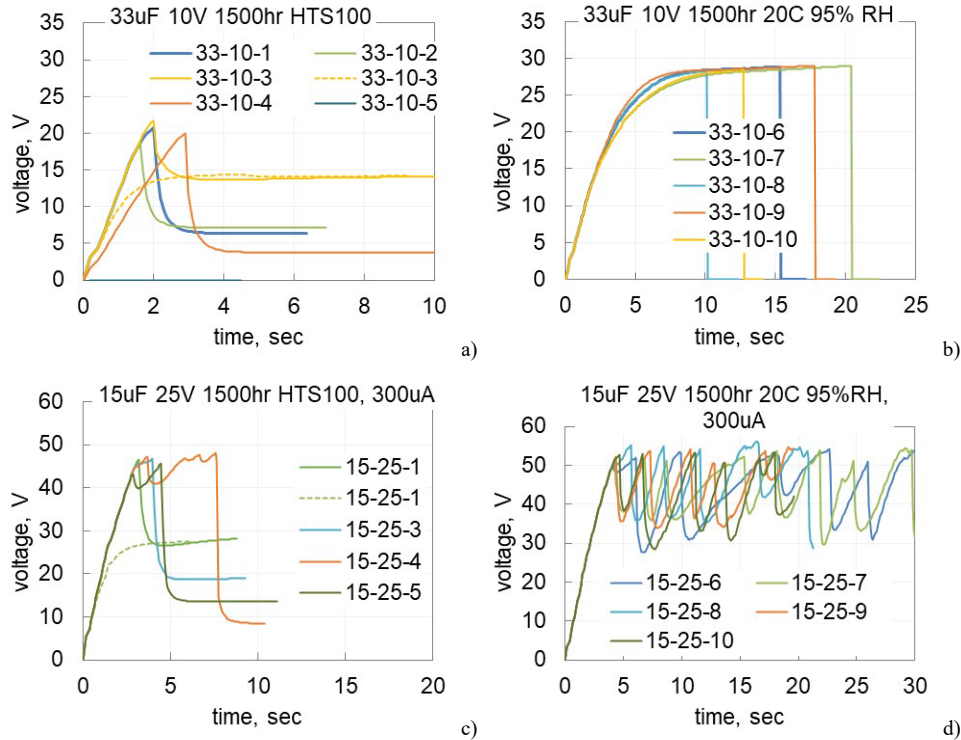 33uF 10V 1500hr HTS100
35
30
25
20
15
10
5
0
voltage, V
33-10-1
33-10-2
33-10-3
33-10-3
33-10-4
33-10-5
0 2 4 6 8 10
time, sec
a)
33uF 10V 1500hr 20C 95% RH
35
30
25
20
15
10
5
0
voltage, V
33-10-6
33-10-7
33-10-8
33-10-9
33-10-10
0 5 10 15 20 25
time, sec
b)
15uF 25V 1500hr HTS100, 300uA
60
50
40
30
20
10
0
voltage, V
15-25-1
15-25-1
15-25-3
15-25-4
15-25-5
0 5 10 15 20
time, sec
c)
15uF 25V 1500hr 20C 95%RH,
300uA
60
50
40
30
20
10
0
voltage, V
15-25-6
15-25-7
15-25-8
15-25-9
15-25-10
0 5 10 15 20 25 30
time, sec
d)